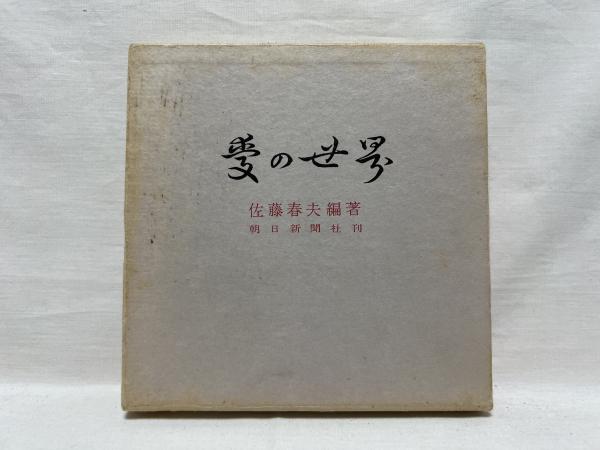 愛の世界
佐藤春夫編著
朝日新聞社刊